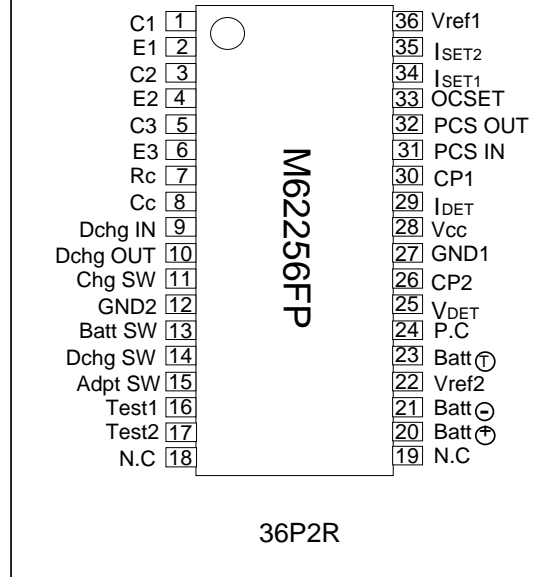 C1 1 36 Vref1
E1 2 35 ISET2
C2 3 34 ISET1
E2 4 33 OCSET
C3 5 32 PCS OUT
E3 6 31 PCS IN
Rc 7 30 CP1
Cc 8 29 IDET
Dchg IN 9 28 Vcc
Dchg OUT 10 27 GND1
Chg SW 11 26 CP2
GND2 12 25 VDET
Batt SW 13 24 P.C
Dchg SW 14 23 Batt Ⓣ
Adpt SW 15 22 Vref2
Test1 16 21 Batt ⊖
Test2 17 20 Batt ⊕
N.C 18 19 N.C
M62256FP
36P2R